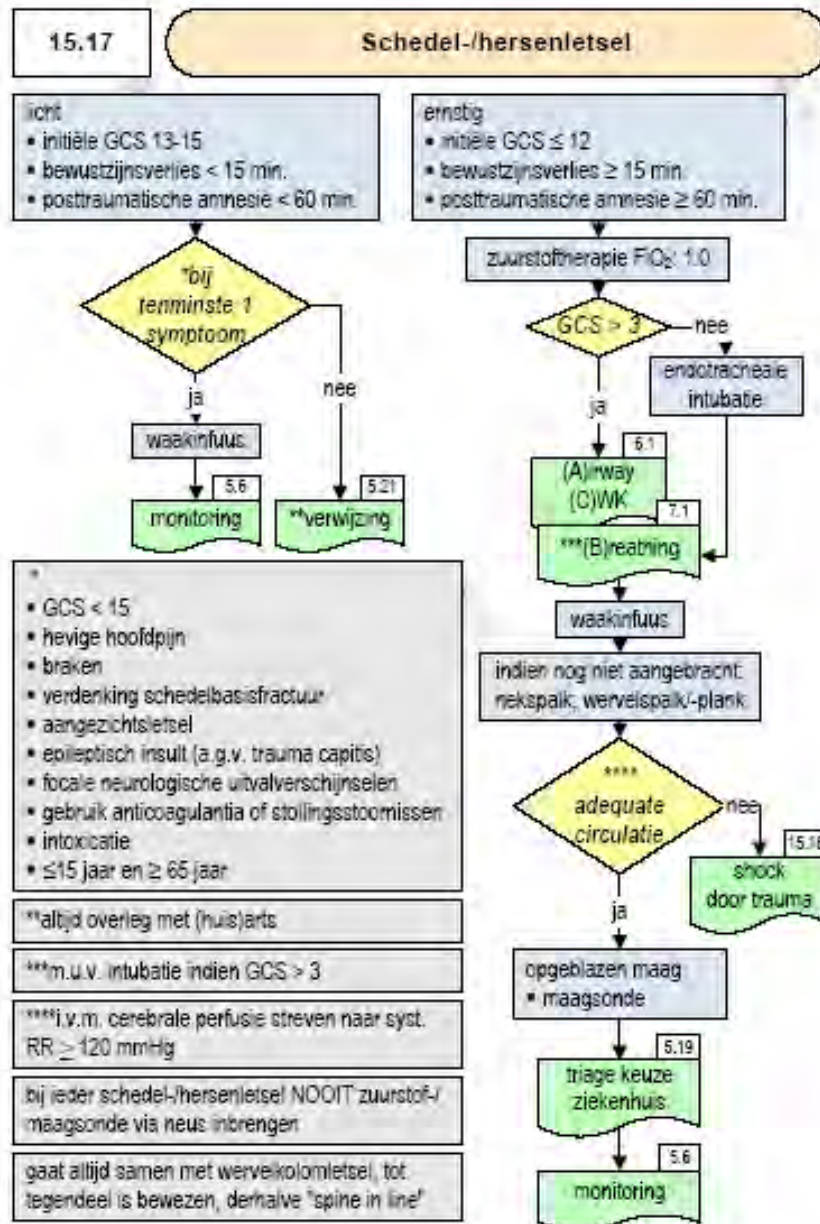 15.17
Schedel-/hersenletsel
licht
▪ initiële GCS 13-15
▪ bewustzijnsverlies < 15 min.
▪ posttraumatische amnesie < 60 min.
*bij
tenminste 1
symptoom
ja
nee
waakinfuus
5.6
monitoring
5.21
**verwijzing
*
▪ GCS < 15
▪ hevige hoofdpijn
▪ braken
▪ verdenking schedelbasisfractuur
▪ aangezichtsletsel
▪ epileptisch insult (a.g.v. trauma capitis)
▪ focale neurologische uitvalverschijnselen
▪ gebruik anticoagulantia of stollingsstoornissen
▪ intoxicatie
▪ ≤15 jaar en ≥ 65 jaar
**altijd overleg met (huis)arts
***m.u.v. intubatie indien GCS > 3
****i.v.m. cerebrale perfusie streven naar syst.
RR ≥ 120 mmHg
bij ieder schedel-/hersenletsel NOOIT zuurstof-/
maagsonde via neus inbrengen
gaat altijd samen met wervelkolomletsel, tot
tegendeel is bewezen, derhalve "spine in line"
ernstig
▪ initiële GCS ≤ 12
▪ bewustzijnsverlies ≥ 15 min.
▪ posttraumatische amnesie ≥ 60 min.
zuurstoftherapie FiO2: 1.0
GCS > 3
nee
endotracheale
intubatie
ja
(A)irway
(C)WK
7.1
***(B)reathing
waakinfuus
indien nog niet aangebracht:
nekspalk, wervelspalk/-plank
****
adequate
circulatie
nee
15.18
shock
door trauma
ja
opgeblazen maag
▪ maagsonde
5.19
triage keuze
ziekenhuis
5.6
monitoring